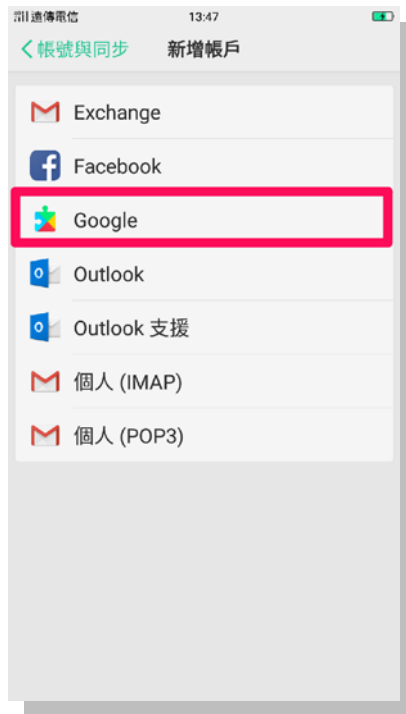 遠傳電信 13:47
帳號與同步 新增帳戶
Exchange
Facebook
Google
Outlook
Outlook 支援
個人 (IMAP)
個人 (POP3)